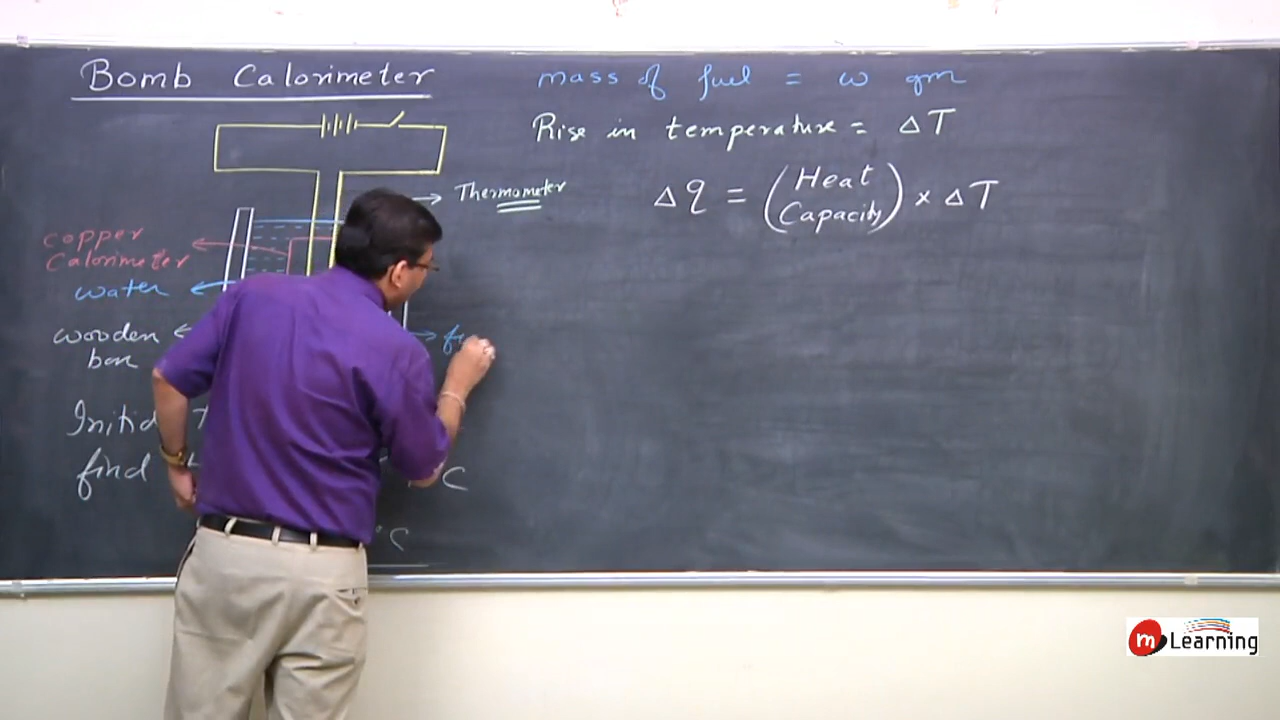 Bomb Calorimeter
mass of fuel = w gm
Rise in temperature = ΔT
Δq = (Heat Capacity) × ΔT
Thermometer
copper
Calorimeter
water
wooden
box
find
C
°C
m Learning